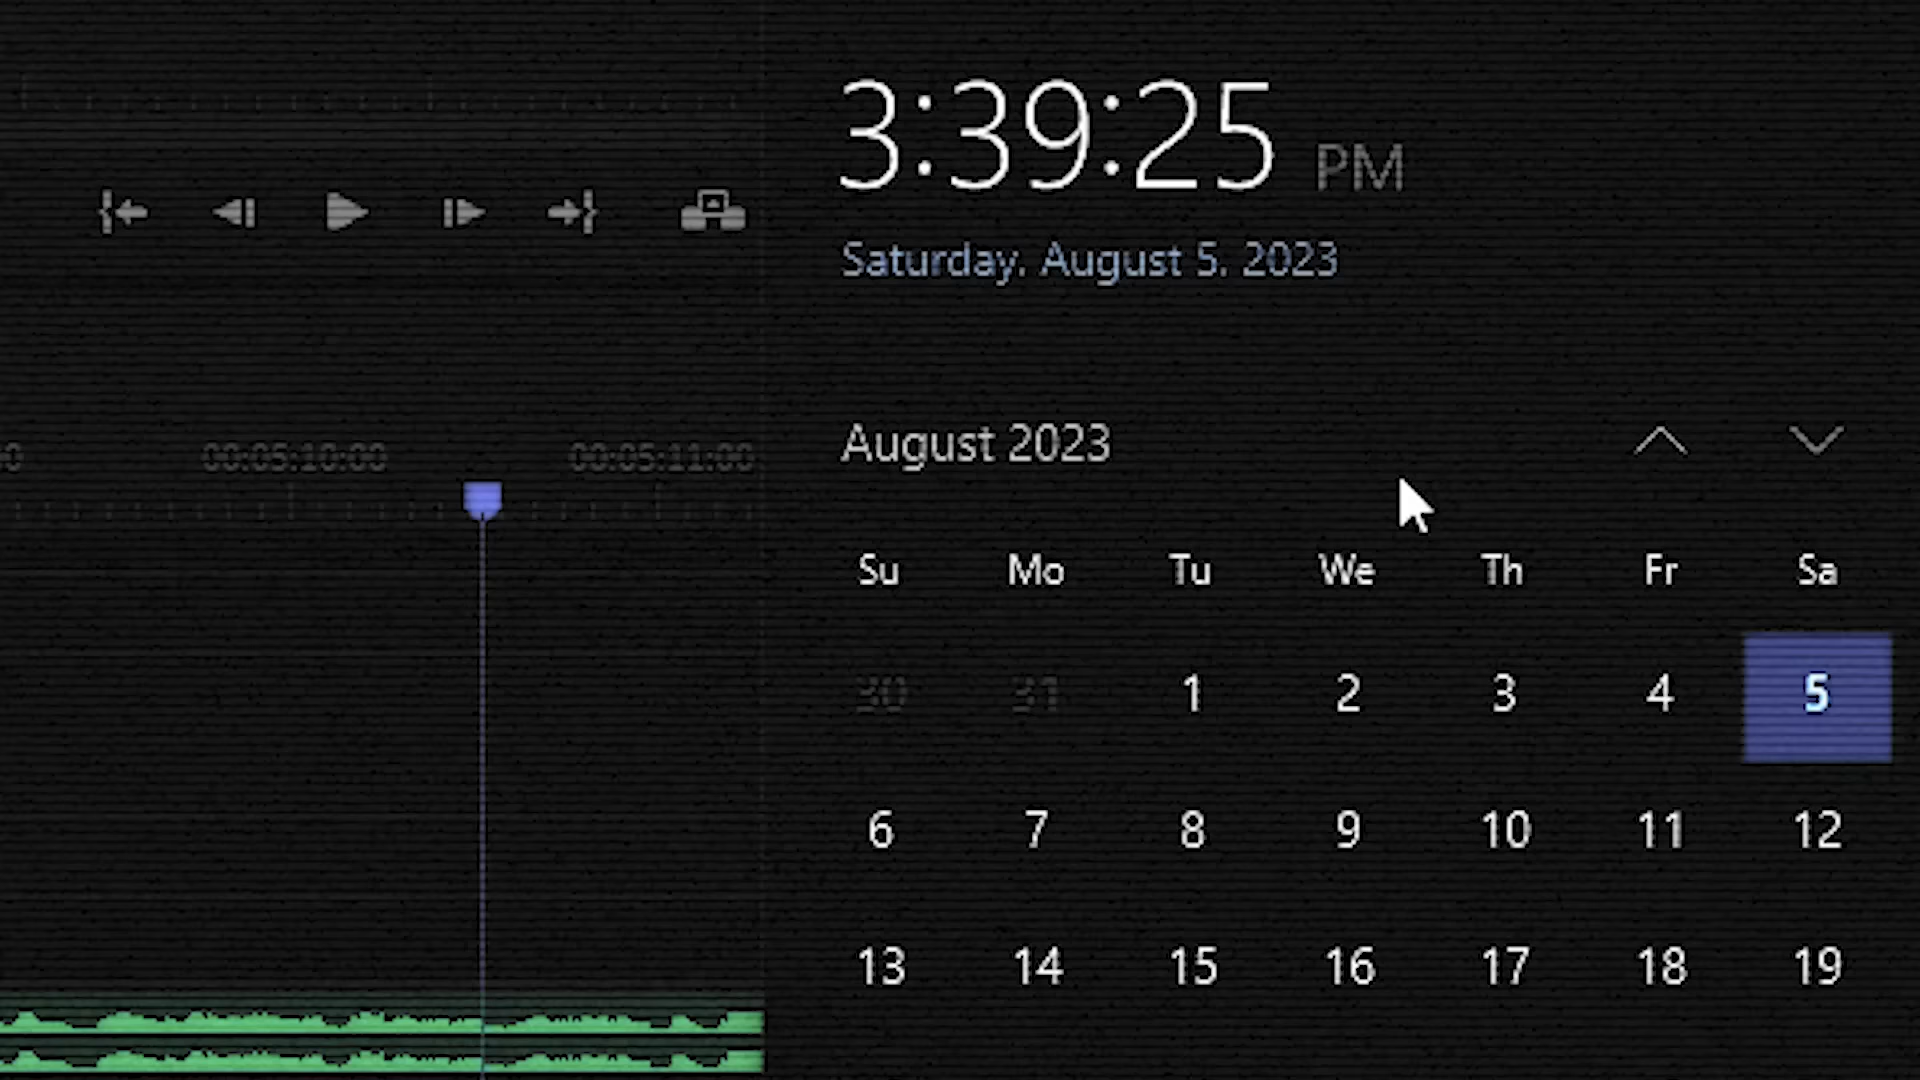 3:39:25 PM
Saturday, August 5, 2023
00:05:10:00 00:05:11:00
August 2023
Su Mo Tu We Th Fr Sa
30 31 1 2 3 4 5
6 7 8 9 10 11 12
13 14 15 16 17 18 19